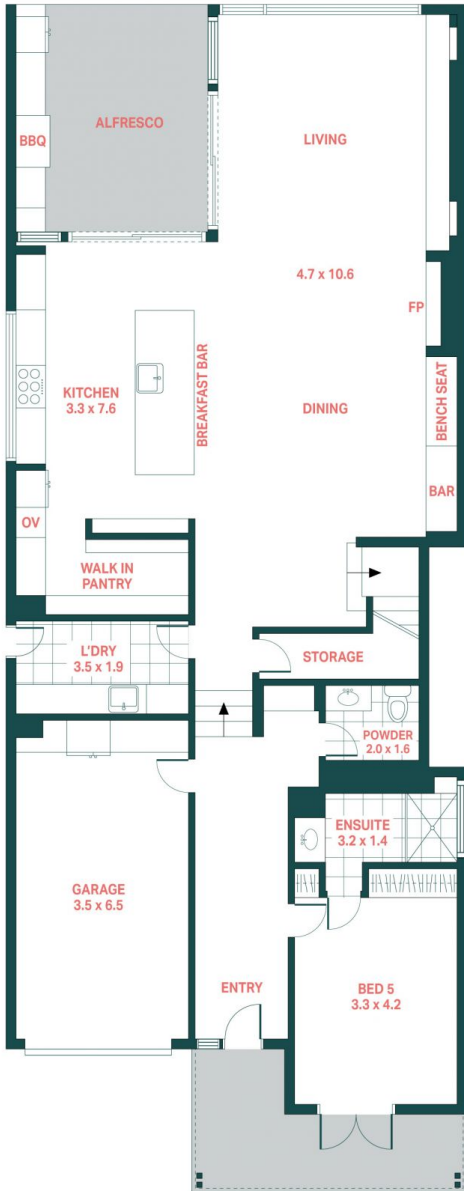 ALFRESCO
BBQ
LIVING
4.7 x 10.6
FP
KITCHEN
3.3 x 7.6
BREAKFAST BAR
DINING
BENCH SEAT
BAR
OV
WALK IN
PANTRY
L'DRY
3.5 x 1.9
STORAGE
POWDER
2.0 x 1.6
ENSUITE
3.2 x 1.4
GARAGE
3.5 x 6.5
ENTRY
BED 5
3.3 x 4.2